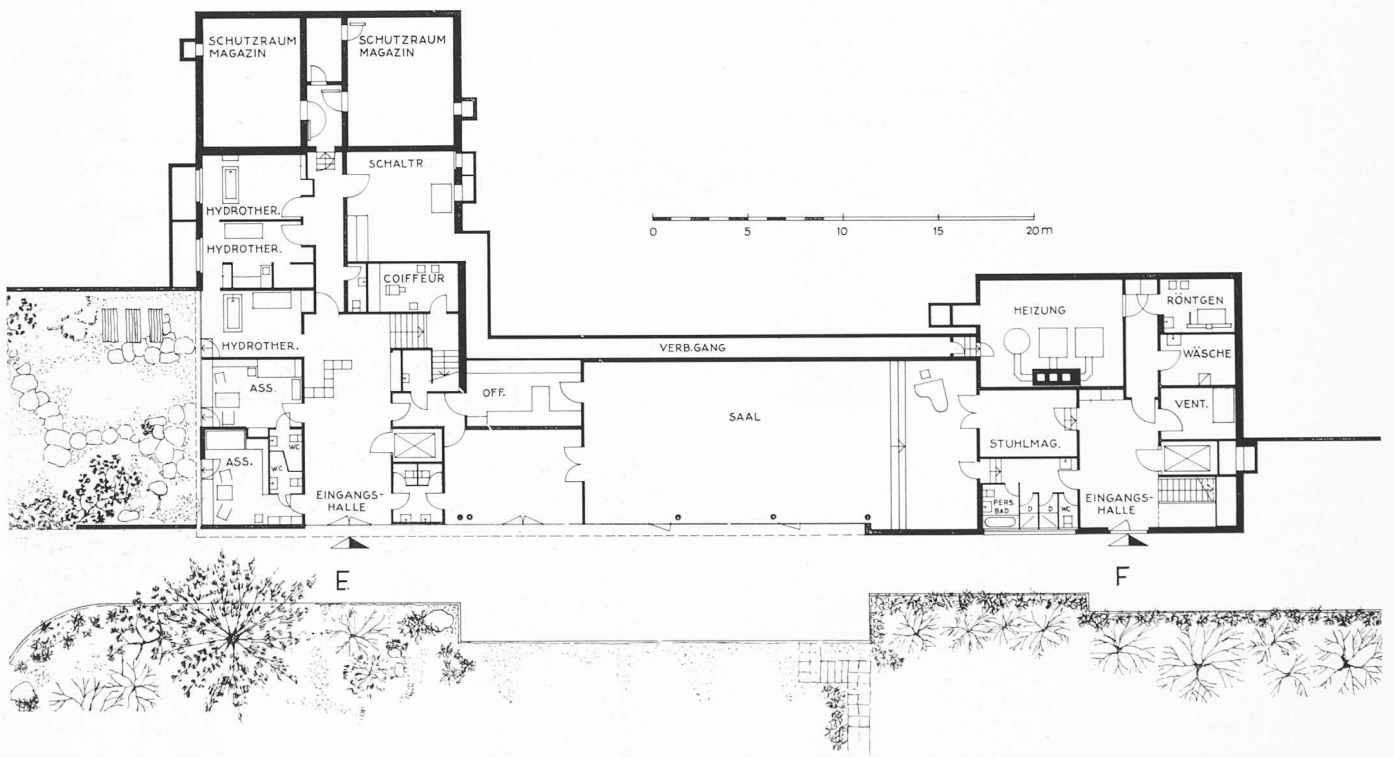 SCHUTZRAUM
MAGAZIN
SCHUTZRAUM
MAGAZIN
SCHALTR
HYDROTHER.
HYDROTHER.
0 5 10 15 20 m
COIFFEUR
RÖNTGEN
HEIZUNG
HYDROTHER.
VERB.GANG
WÄSCHE
ASS.
OFF.
VENT.
SAAL
STUHLMAG.
WC
ASS.
WC
EINGANGS-
HALLE
PERS.
BAD
D
D
WC
EINGANGS-
HALLE
E
F